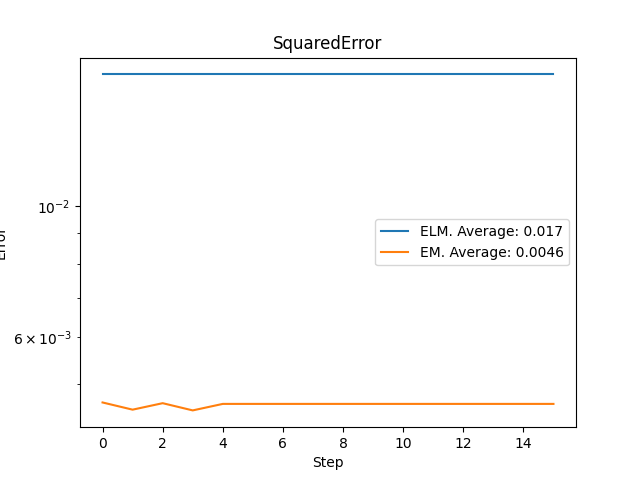 SquaredError
10⁻²
6 × 10⁻³
ELM. Average: 0.017
EM. Average: 0.0046
0 2 4 6 8 10 12 14
Step